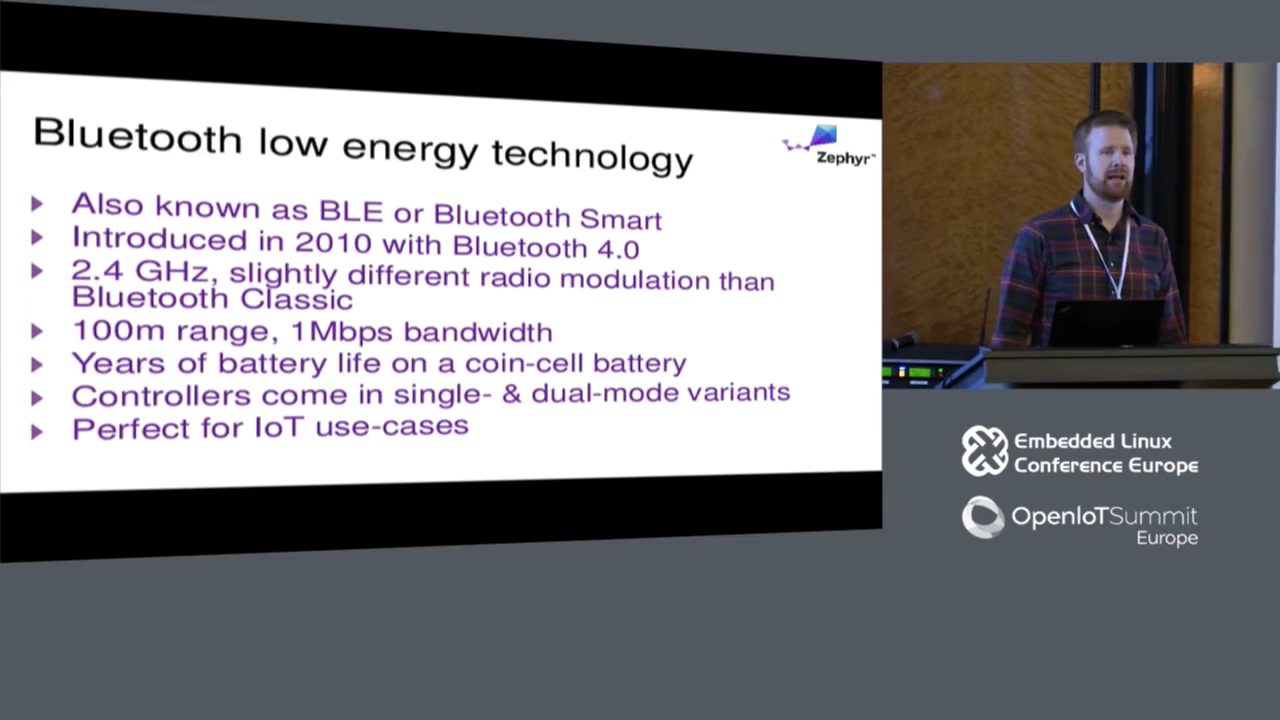 Bluetooth low energy technology
Zephyr™
Also known as BLE or Bluetooth Smart
Introduced in 2010 with Bluetooth 4.0
2.4 GHz, slightly different radio modulation than
Bluetooth Classic
100m range, 1Mbps bandwidth
Years of battery life on a coin-cell battery
Controllers come in single- & dual-mode variants
Perfect for IoT use-cases
Embedded Linux
Conference Europe
OpenIoTSummit
Europe